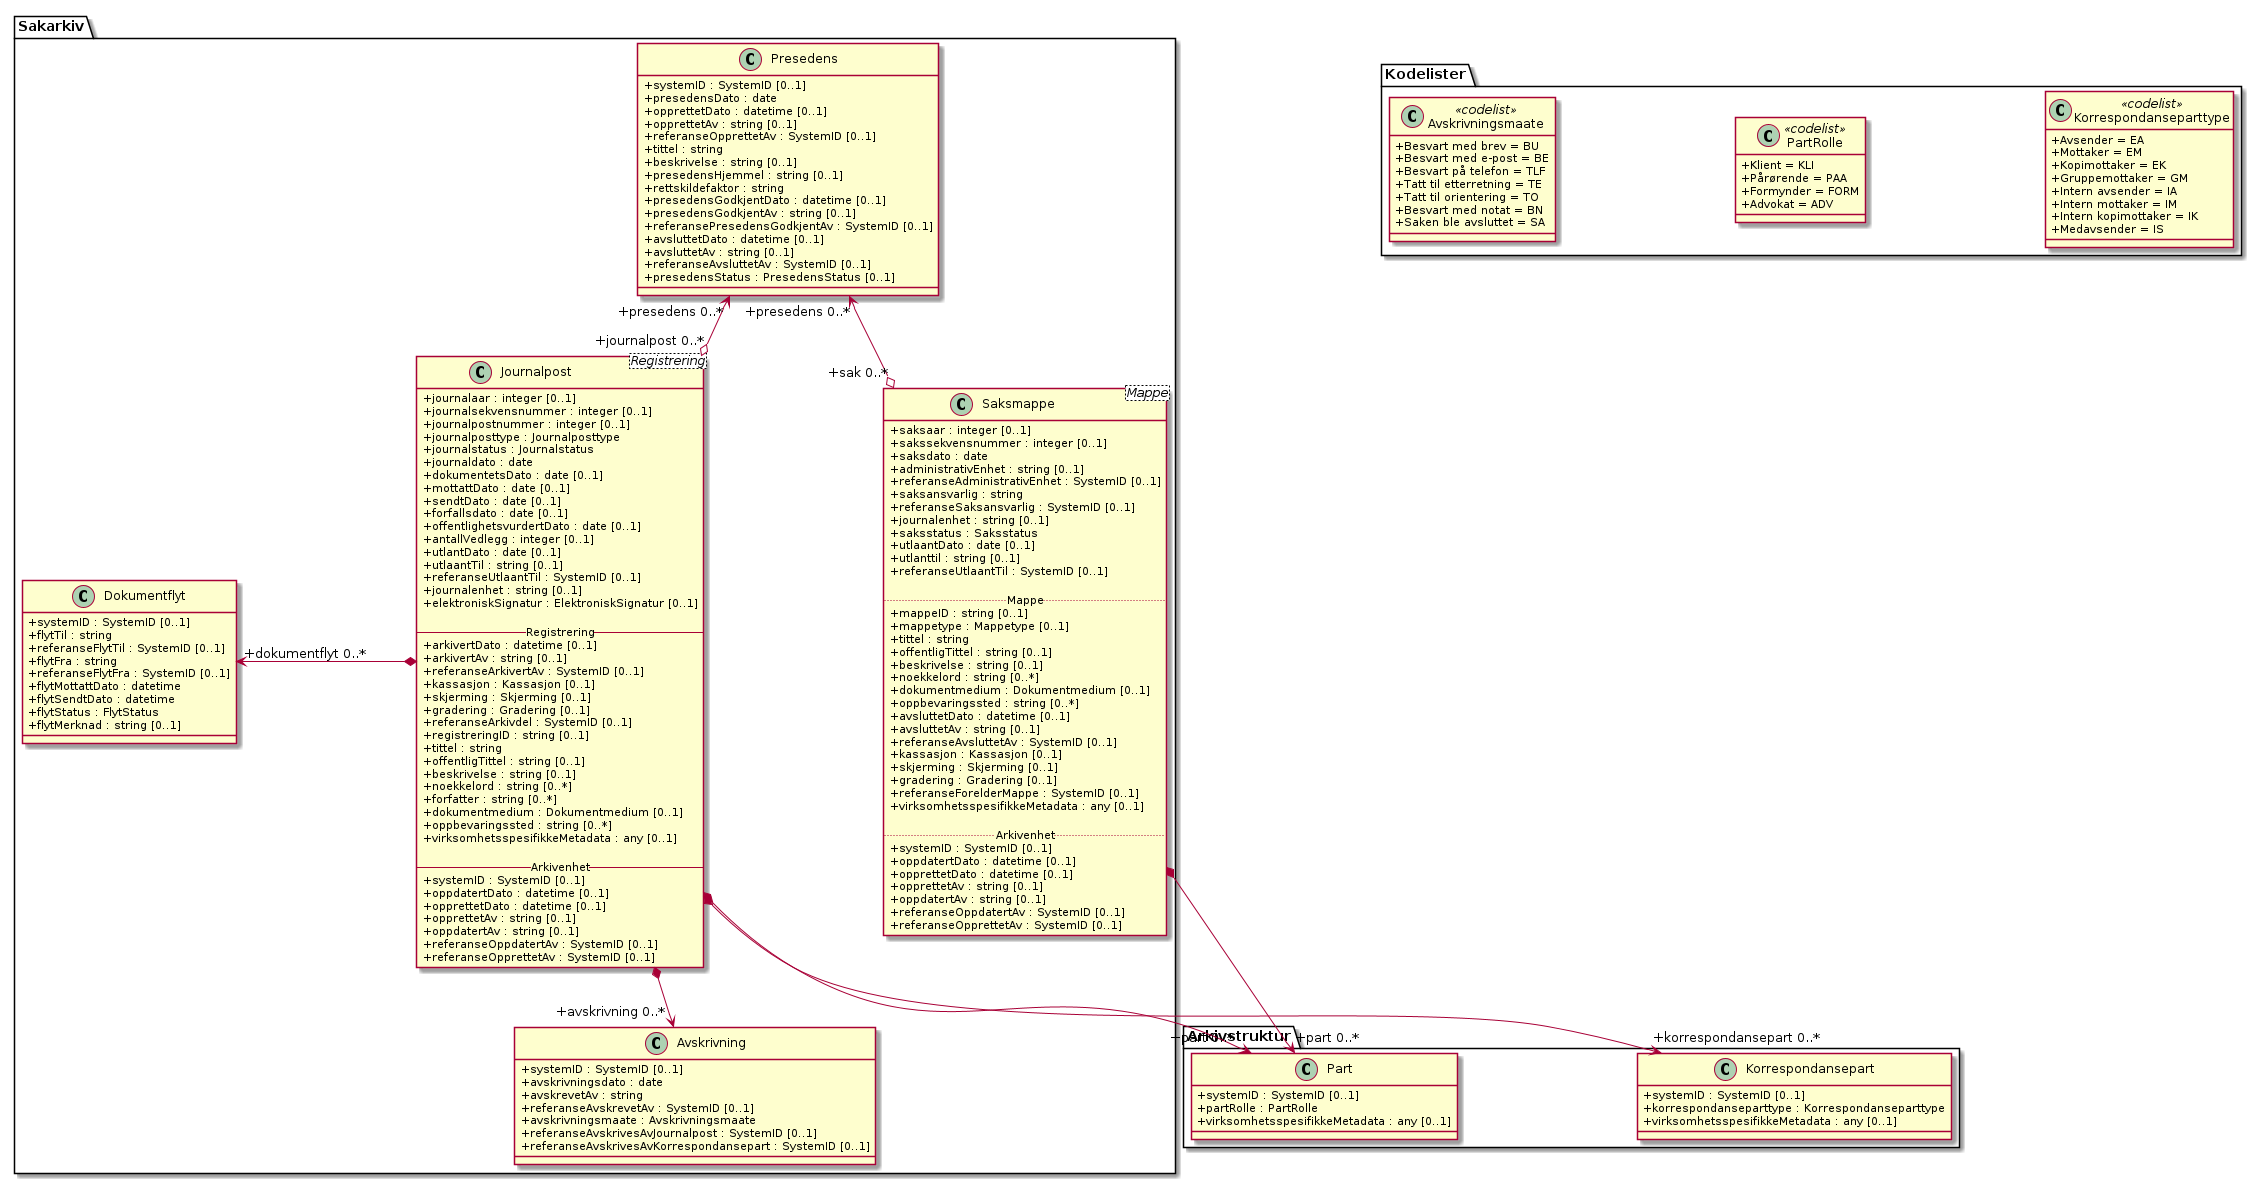 Sakarkiv
C Presedens
+systemID : SystemID [0..1]
+presedensDato : date
+opprettetDato : datetime [0..1]
+opprettetAv : string [0..1]
+referanseOpprettetAv : SystemID [0..1]
+tittel : string
+beskrivelse : string [0..1]
+presedensHjemmel : string [0..1]
+rettskildefaktor : string
+presedensGodkjentDato : datetime [0..1]
+presedensGodkjentAv : string [0..1]
+referansePresedensGodkjentAv : SystemID [0..1]
+avsluttetDato : datetime [0..1]
+avsluttetAv : string [0..1]
+referanseAvsluttetAv : SystemID [0..1]
+presedensStatus : PresedensStatus [0..1]
+presedens 0..*
+presedens 0..*
+journalpost 0..*
+sak 0..*
Registrering
C Journalpost
+journalaar : integer [0..1]
+journalsekvensnummer : integer [0..1]
+journalpostnummer : integer [0..1]
+journalposttype : Journalposttype
+journalstatus : Journalstatus
+journaldato : date
+dokumentetsDato : date [0..1]
+mottattDato : date [0..1]
+sendtDato : date [0..1]
+forfallsdato : date [0..1]
+offentlighetsvurdertDato : date [0..1]
+antallVedlegg : integer [0..1]
+utlantDato : date [0..1]
+utlaantTil : string [0..1]
+referanseUtlaantTil : SystemID [0..1]
+journalenhet : string [0..1]
+elektroniskSignatur : ElektroniskSignatur [0..1]
Registrering
+arkivertDato : datetime [0..1]
+arkivertAv : string [0..1]
+referanseArkivertAv : SystemID [0..1]
+kassasjon : Kassasjon [0..1]
+skjerming : Skjerming [0..1]
+gradering : Gradering [0..1]
+referanseArkivdel : SystemID [0..1]
+registreringID : string [0..1]
+tittel : string
+offentligTittel : string [0..1]
+beskrivelse : string [0..1]
+noekkelord : string [0..*]
+forfatter : string [0..*]
+dokumentmedium : Dokumentmedium [0..1]
+oppbevaringssted : string [0..*]
+virksomhetsspesifikkeMetadata : any [0..1]
Arkivenhet
+systemID : SystemID [0..1]
+oppdatertDato : datetime [0..1]
+opprettetDato : datetime [0..1]
+opprettetAv : string [0..1]
+oppdatertAv : string [0..1]
+referanseOppdatertAv : SystemID [0..1]
+referanseOpprettetAv : SystemID [0..1]
Mappe
C Saksmappe
+saksaar : integer [0..1]
+sakssekvensnummer : integer [0..1]
+saksdato : date
+administrativEnhet : string [0..1]
+referanseAdministrativEnhet : SystemID [0..1]
+saksansvarlig : string
+referanseSaksansvarlig : SystemID [0..1]
+journalenhet : string [0..1]
+saksstatus : Saksstatus
+utlaantDato : date [0..1]
+utlanttil : string [0..1]
+referanseUtlaantTil : SystemID [0..1]
Mappe
+mappeID : string [0..1]
+mappetype : Mappetype [0..1]
+tittel : string
+offentligTittel : string [0..1]
+beskrivelse : string [0..1]
+noekkelord : string [0..*]
+dokumentmedium : Dokumentmedium [0..1]
+oppbevaringssted : string [0..*]
+avsluttetDato : datetime [0..1]
+avsluttetAv : string [0..1]
+referanseAvsluttetAv : SystemID [0..1]
+kassasjon : Kassasjon [0..1]
+skjerming : Skjerming [0..1]
+gradering : Gradering [0..1]
+referanseForelderMappe : SystemID [0..1]
+virksomhetsspesifikkeMetadata : any [0..1]
Arkivenhet
+systemID : SystemID [0..1]
+oppdatertDato : datetime [0..1]
+opprettetDato : datetime [0..1]
+opprettetAv : string [0..1]
+oppdatertAv : string [0..1]
+referanseOppdatertAv : SystemID [0..1]
+referanseOpprettetAv : SystemID [0..1]
C Dokumentflyt
+systemID : SystemID [0..1]
+flytTil : string
+referanseFlytTil : SystemID [0..1]
+flytFra : string
+referanseFlytFra : SystemID [0..1]
+flytMottattDato : datetime
+flytSendtDato : datetime
+flytStatus : FlytStatus
+flytMerknad : string [0..1]
+dokumentflyt 0..*
+avskrivning 0..*
C Avskrivning
+systemID : SystemID [0..1]
+avskrivningsdato : date
+avskrevetAv : string
+referanseAvskrevetAv : SystemID [0..1]
+avskrivningsmaate : Avskrivningsmaate
+referanseAvskrivesAvJournalpost : SystemID [0..1]
+referanseAvskrivesAvKorrespondansepart : SystemID [0..1]
Arkivstruktur
+part 0..*
+part 0..*
+korrespondansepart 0..*
C Part
+systemID : SystemID [0..1]
+partRolle : PartRolle
+virksomhetsspesifikkeMetadata : any [0..1]
C Korrespondansepart
+systemID : SystemID [0..1]
+korrespondanseparttype : Korrespondanseparttype
+virksomhetsspesifikkeMetadata : any [0..1]
Kodelister
C «codelist»
Avskrivningsmaate
+Besvart med brev = BU
+Besvart med e-post = BE
+Besvart på telefon = TLF
+Tatt til etterretning = TE
+Tatt til orientering = TO
+Besvart med notat = BN
+Saken ble avsluttet = SA
C «codelist»
PartRolle
+Klient = KLI
+Pårørende = PAA
+Formynder = FORM
+Advokat = ADV
C «codelist»
Korrespondanseparttype
+Avsender = EA
+Mottaker = EM
+Kopimottaker = EK
+Gruppemottaker = GM
+Intern avsender = IA
+Intern mottaker = IM
+Intern kopimottaker = IK
+Medavsender = IS